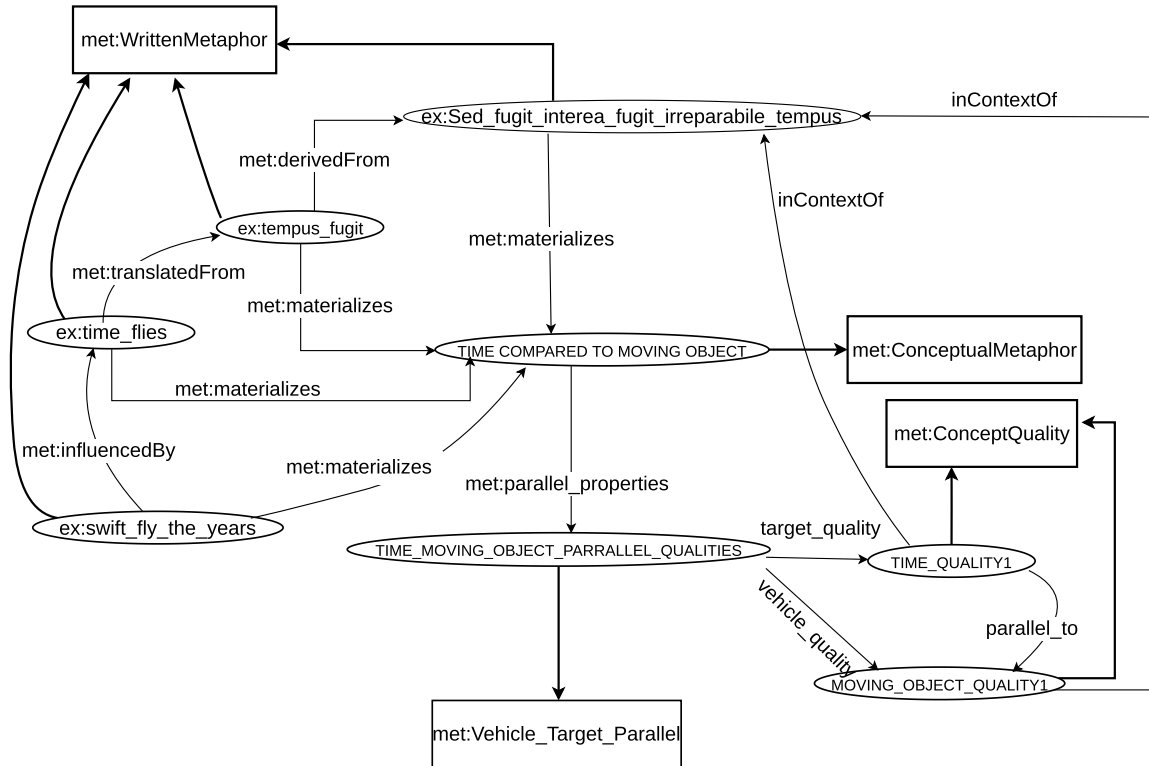 met:WrittenMetaphor
inContextOf
ex:Sed_fugit_interea_fugit_irreparabile_tempus
met:derivedFrom
inContextOf
ex:tempus_fugit
met:materializes
met:translatedFrom
met:materializes
ex:time_flies
TIME COMPARED TO MOVING OBJECT
met:ConceptualMetaphor
met:materializes
met:ConceptQuality
met:influencedBy
met:materializes
met:parallel_properties
ex:swift_fly_the_years
target_quality
TIME_MOVING_OBJECT_PARRALLEL_QUALITIES
TIME_QUALITY1
vehicle_quality
parallel_to
MOVING_OBJECT_QUALITY1
met:Vehicle_Target_Parallel